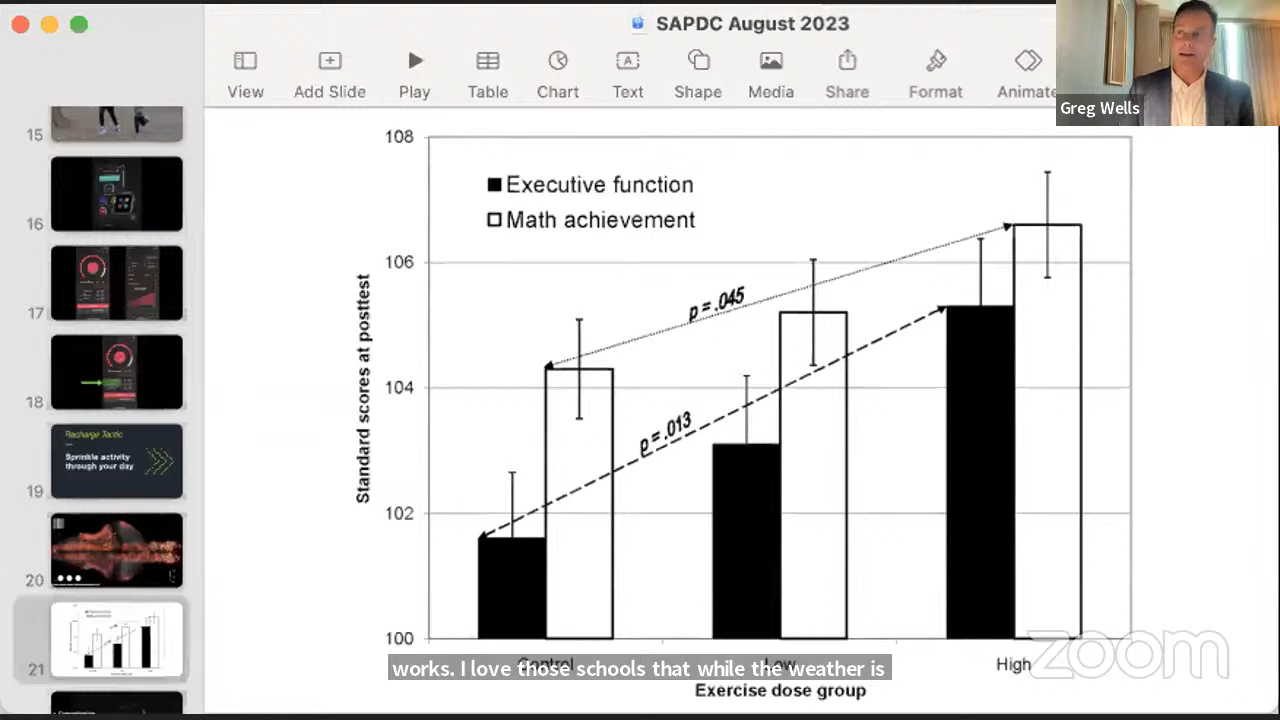 SAPDC August 2023
View
Add Slide
Play
Table
Chart
Text
Shape
Media
Share
Format
Animate
Greg Wells
15
16
17
18
19
20
21
Recharge Tactic
Sprinkle activity
through your day
108
106
104
102
100
Standard scores at posttest
Executive function
Math achievement
p = .045
p = .013
Control
Low
High
Exercise dose group
works. I love those schools that while the weather is
zoom